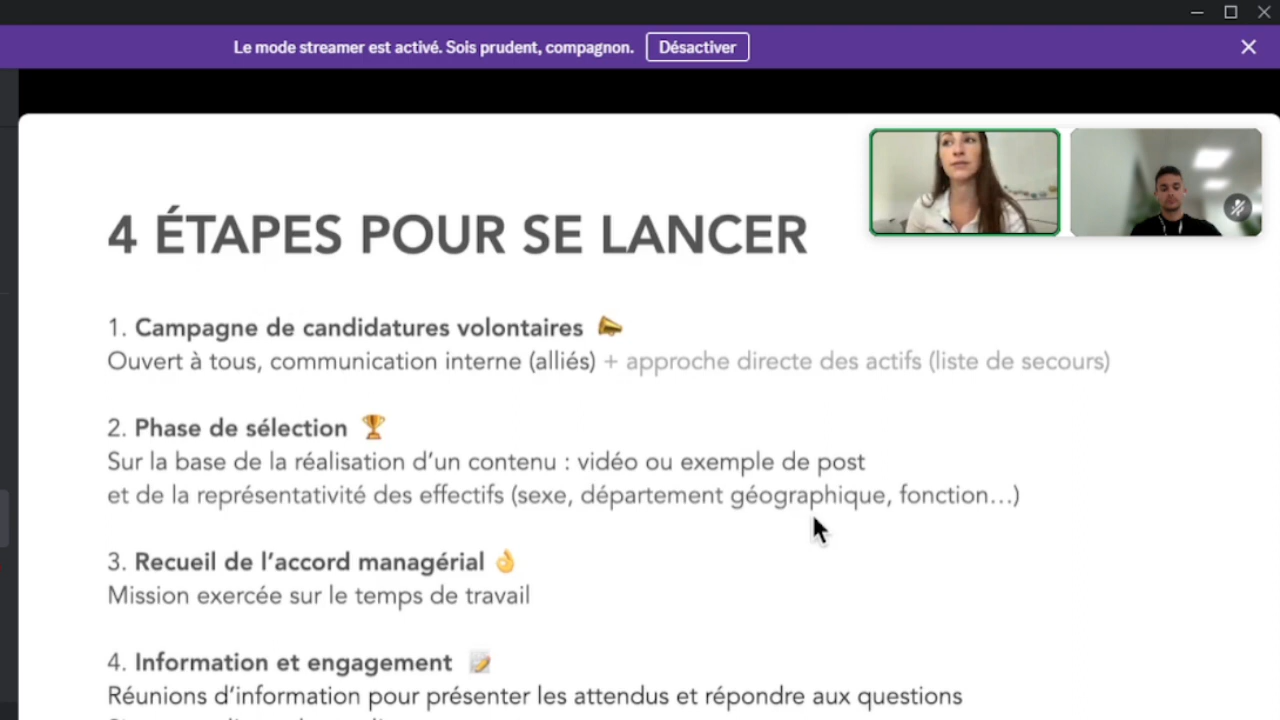 Le mode streamer est activé. Sois prudent, compagnon. Désactiver
4 ÉTAPES POUR SE LANCER
1. Campagne de candidatures volontaires
Ouvert à tous, communication interne (alliés) + approche directe des actifs (liste de secours)
2. Phase de sélection
Sur la base de la réalisation d'un contenu : vidéo ou exemple de post
et de la représentativité des effectifs (sexe, département géographique, fonction...)
3. Recueil de l'accord managérial
Mission exercée sur le temps de travail
4. Information et engagement
Réunions d'information pour présenter les attendus et répondre aux questions